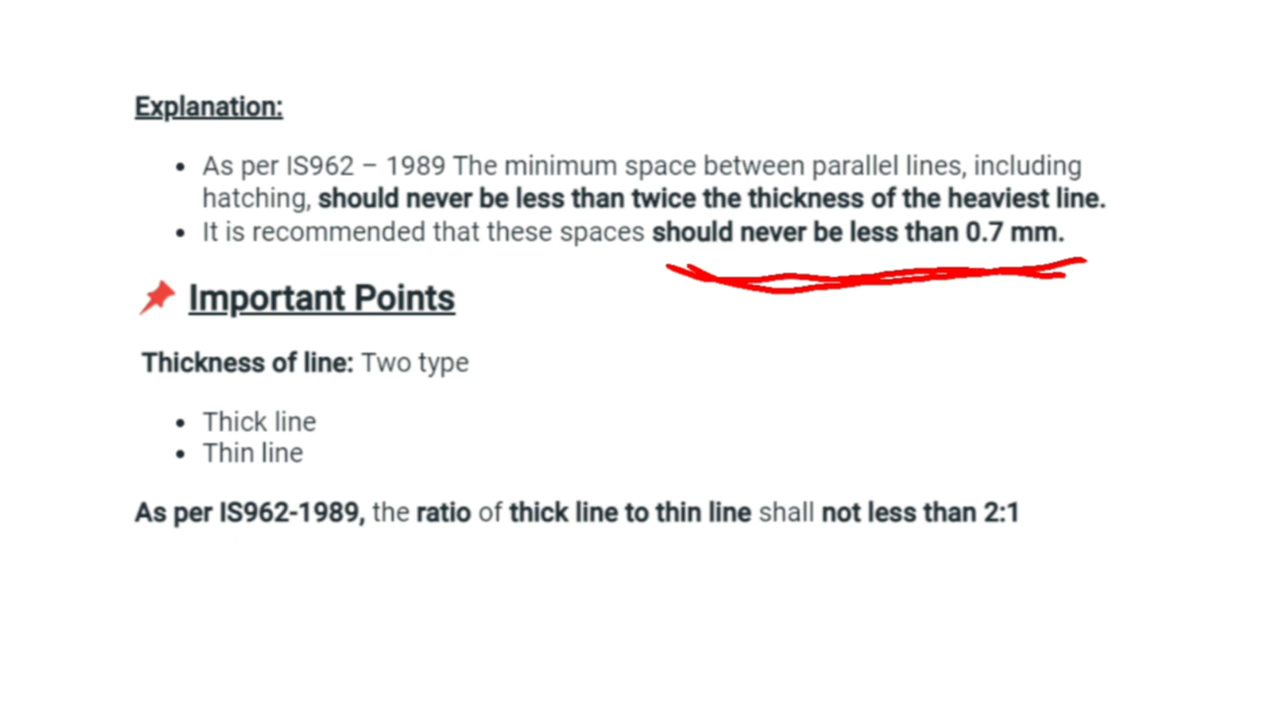 Explanation:
• As per IS962 – 1989 The minimum space between parallel lines, including
hatching, should never be less than twice the thickness of the heaviest line.
• It is recommended that these spaces should never be less than 0.7 mm.
Important Points
Thickness of line: Two type
• Thick line
• Thin line
As per IS962-1989, the ratio of thick line to thin line shall not less than 2:1